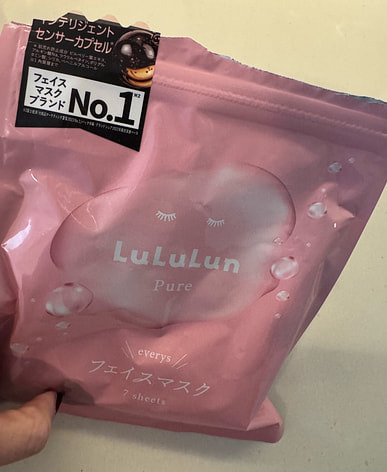 インテリジェント
センサーカプセル
フェイス
マスク
ブランド
No.1
LuLuLun
Pure
everys
フェイスマスク
7 sheets